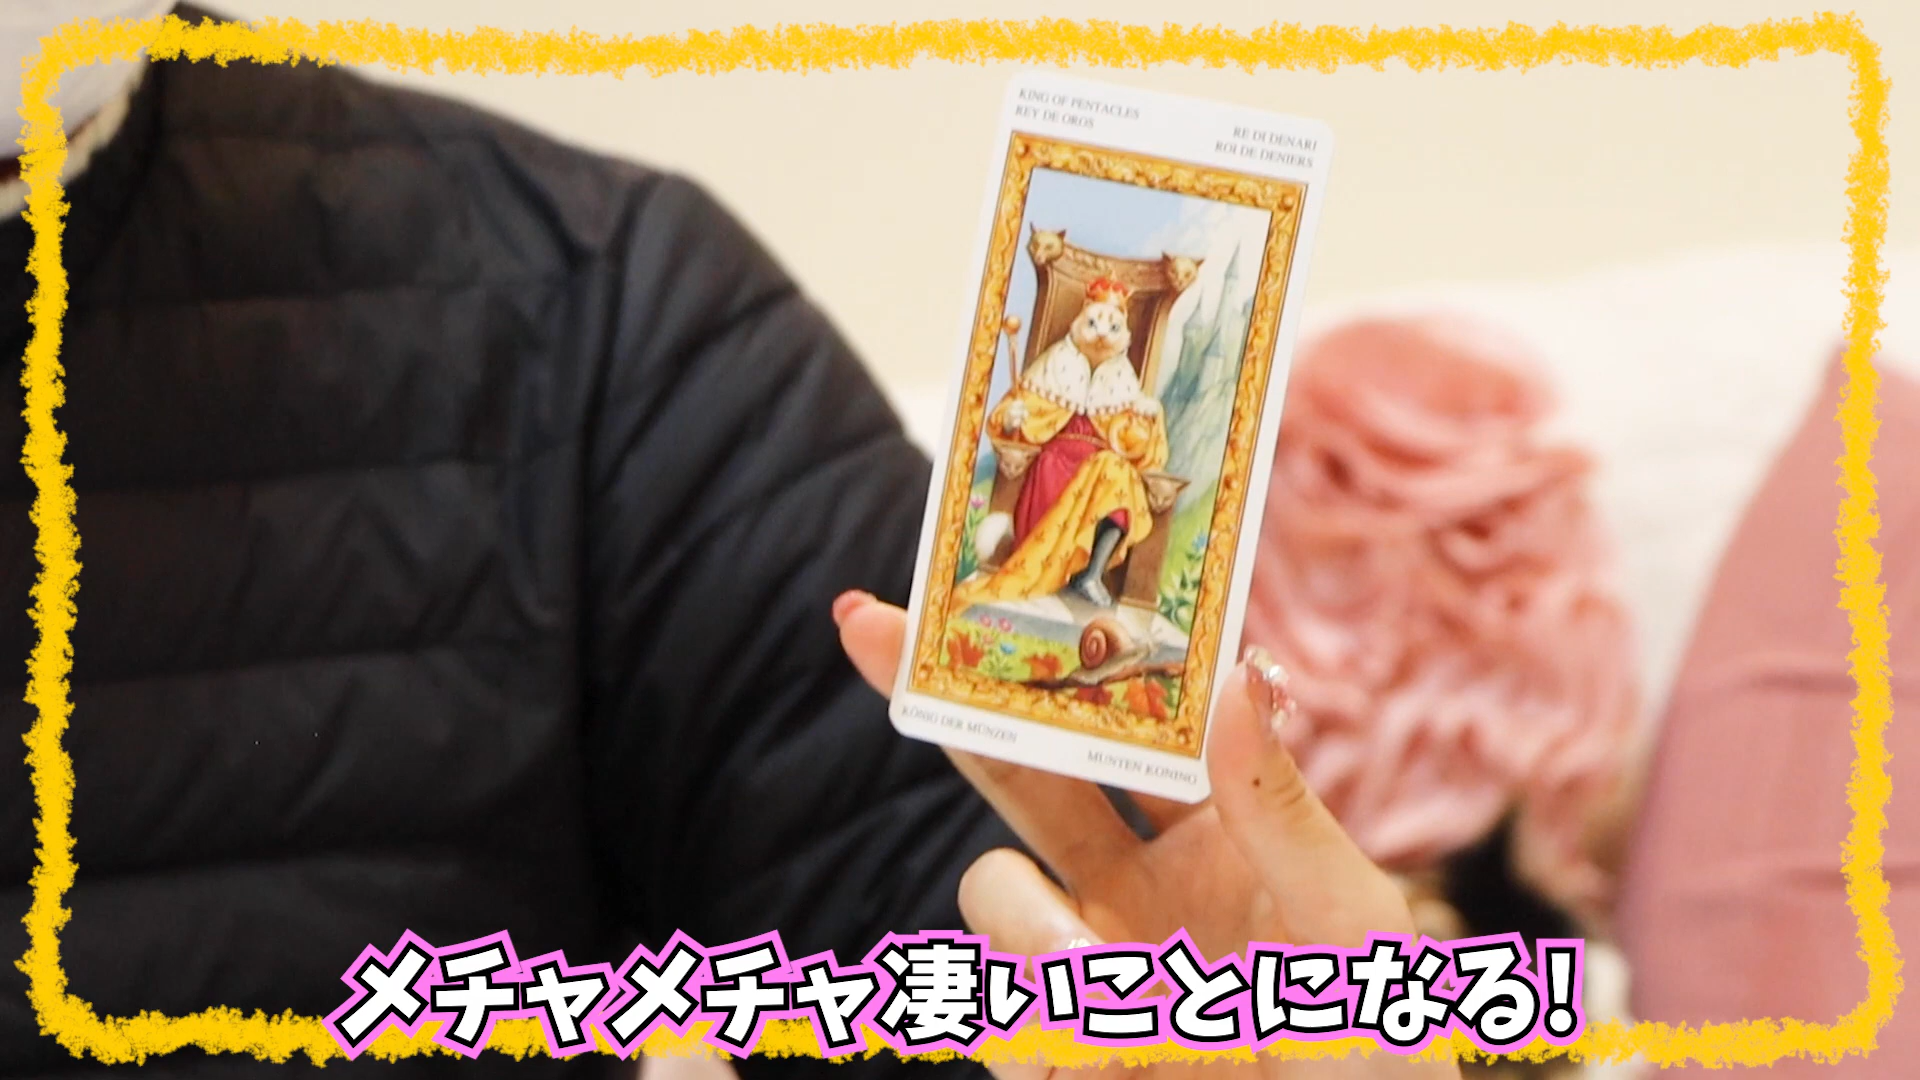 KING OF PENTACLES
REY DE OROS
RE DI DENARI
ROI DE DENIERS
KÖNIG DER MÜNZEN
MUNTEN KONING
メチャメチャ凄いことになる!